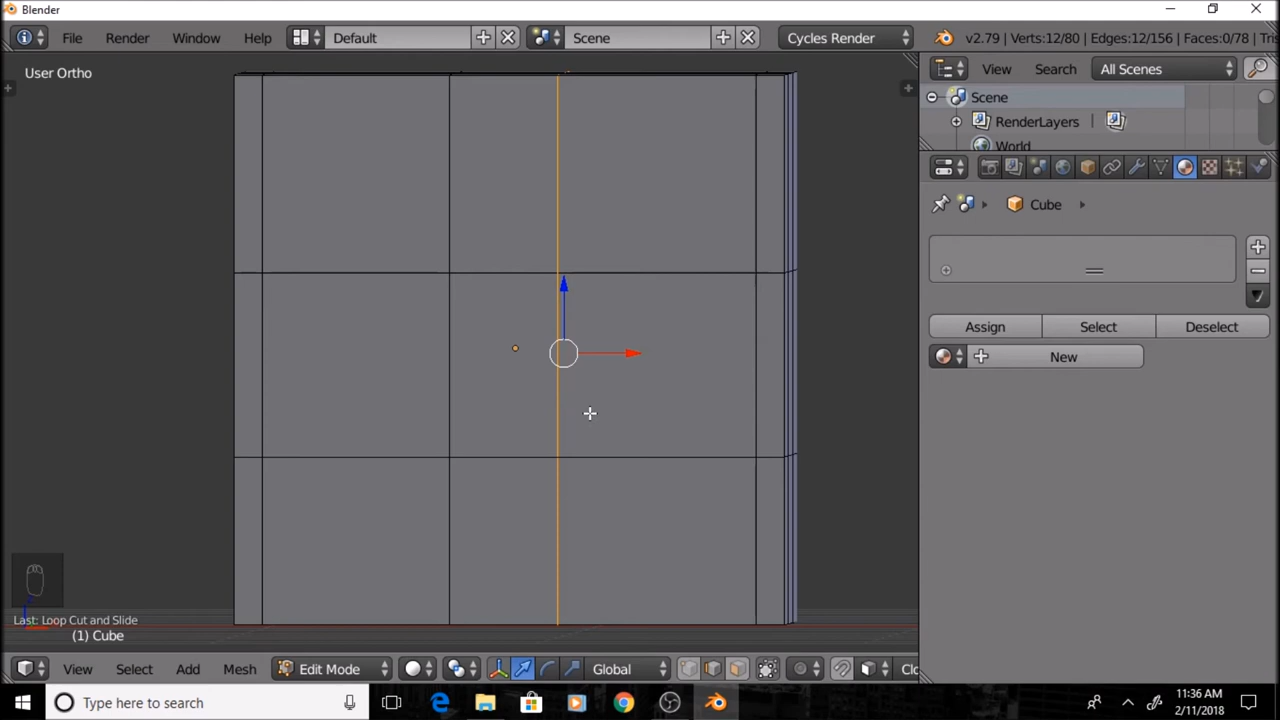 Blender
File Render Window Help Default Scene Cycles Render v2.79 | Verts:12/80 | Edges:12/156 | Faces:0/78 | Tris
User Ortho
View Search All Scenes
Scene
RenderLayers
World
Cube
Assign Select Deselect
New
Last: Loop Cut and Slide
(1) Cube
View Select Add Mesh Edit Mode Global Clo
Type here to search
11:36 AM
2/11/2018